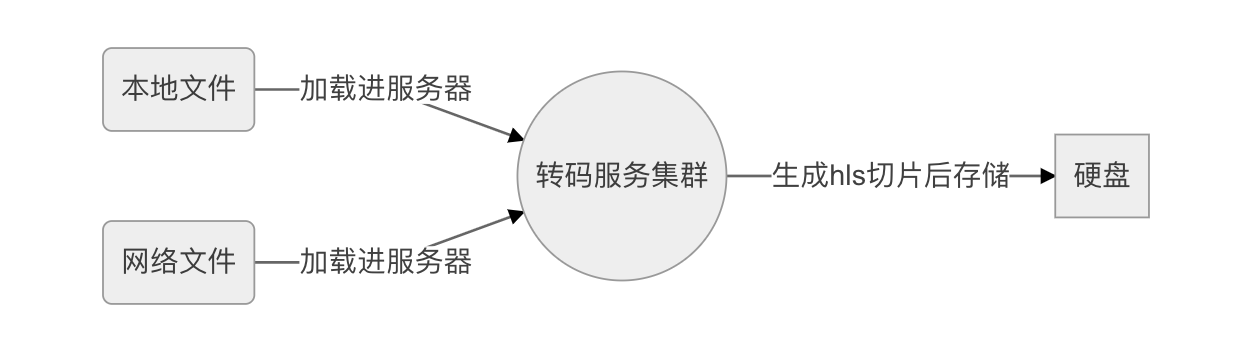 本地文件
加载进服务器
转码服务集群
生成hls切片后存储
硬盘
网络文件
加载进服务器